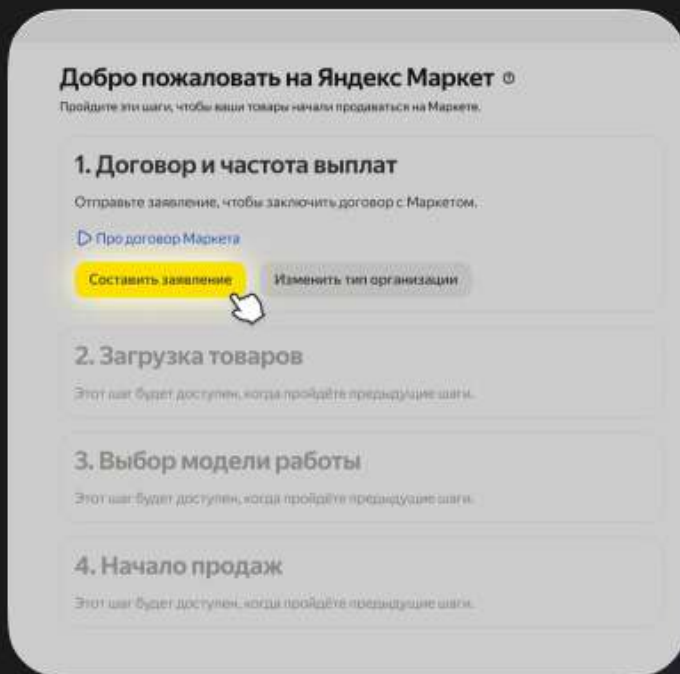 Добро пожаловать на Яндекс Маркет
Пройдите эти шаги, чтобы ваши товары начали продаваться на Маркете.
1. Договор и частота выплат
Отправьте заявление, чтобы заключить договор с Маркетом.
Про договор Маркета
Составить заявление
Изменить тип организации
2. Загрузка товаров
Этот шаг будет доступен, когда пройдёте предыдущие шаги.
3. Выбор модели работы
Этот шаг будет доступен, когда пройдёте предыдущие шаги.
4. Начало продаж
Этот шаг будет доступен, когда пройдёте предыдущие шаги.